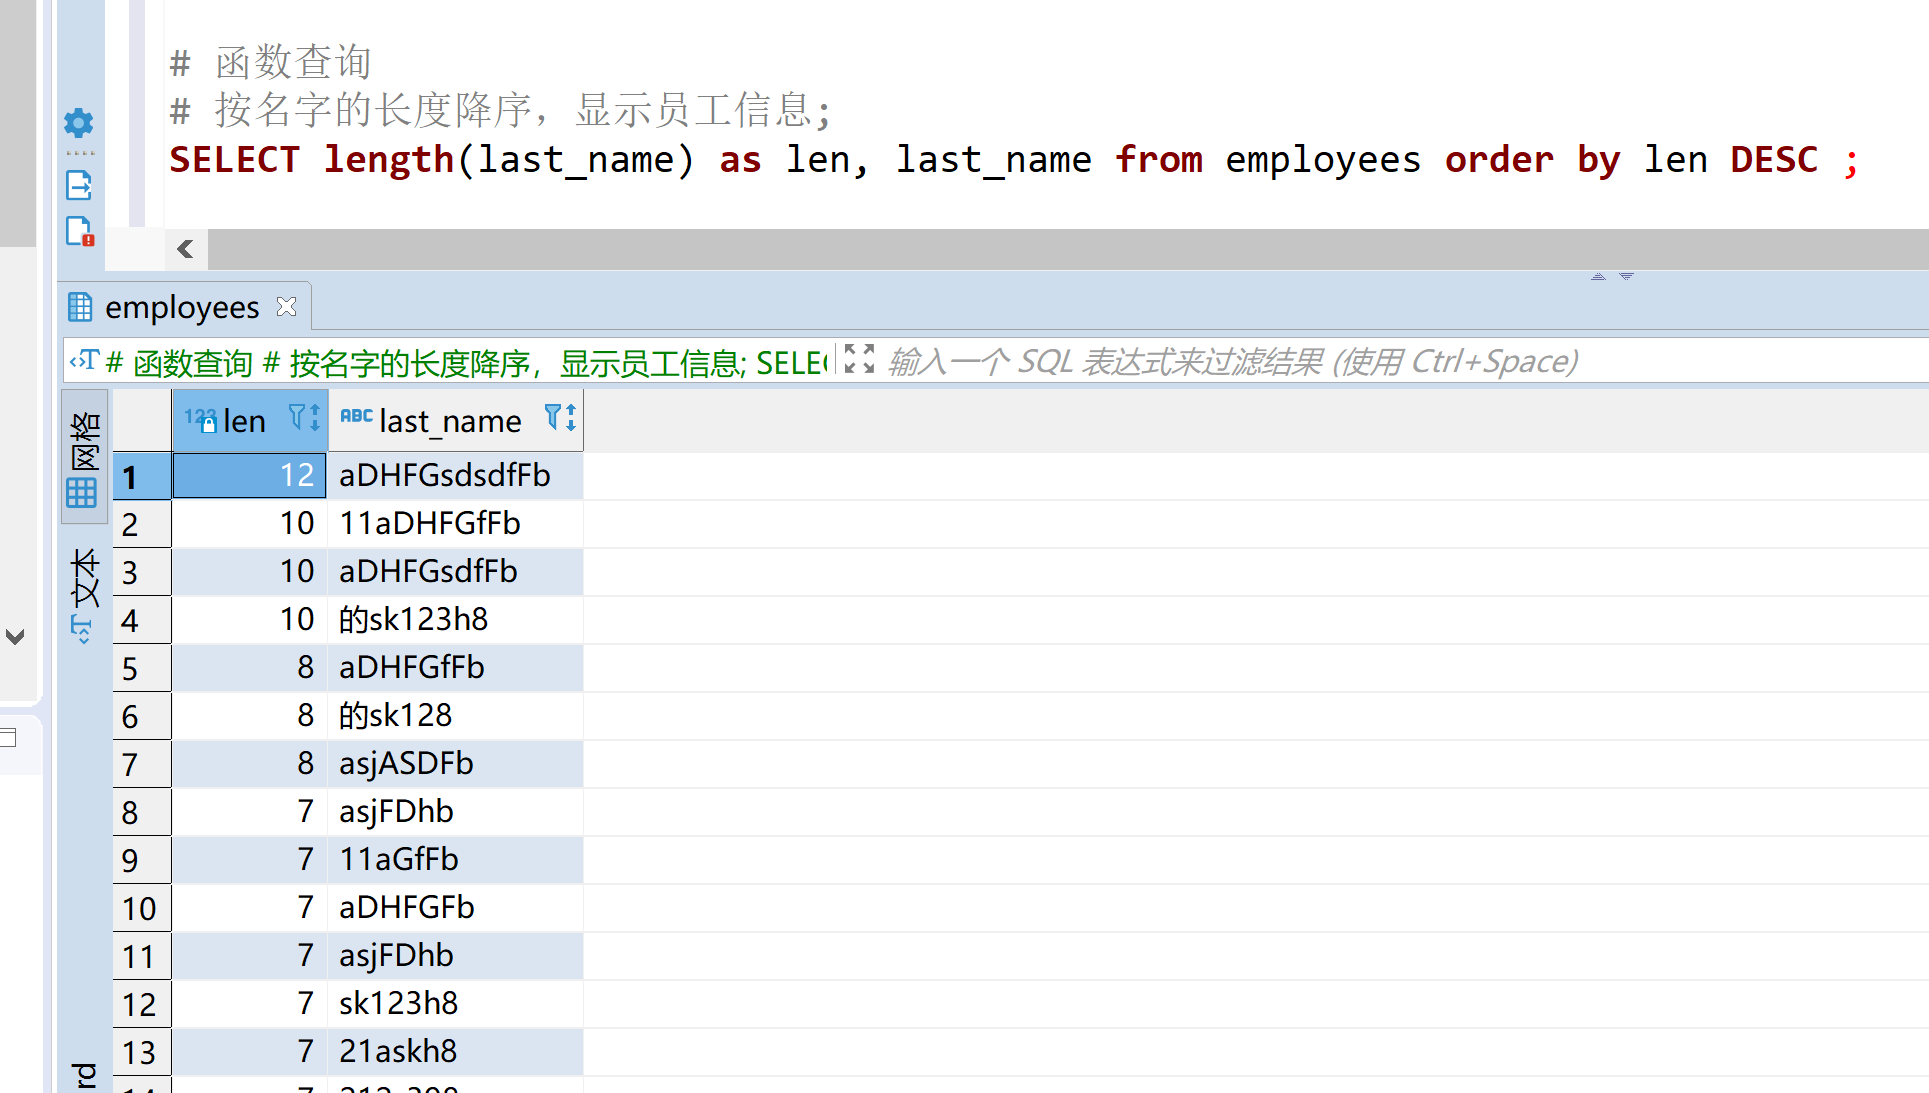 # 函数查询
# 按名字的长度降序，显示员工信息;
SELECT length(last_name) as len, last_name from employees order by len DESC ;
employees
# 函数查询 # 按名字的长度降序，显示员工信息; SELE
输入一个 SQL 表达式来过滤结果 (使用 Ctrl+Space)
网格
文本
rd
123 len ABC last_name
1 12 aDHFGsdsdfFb
2 10 11aDHFGfFb
3 10 aDHFGsdfFb
4 10 的sk123h8
5 8 aDHFGfFb
6 8 的sk128
7 8 asjASDFb
8 7 asjFDhb
9 7 11aGfFb
10 7 aDHFGFb
11 7 asjFDhb
12 7 sk123h8
13 7 21askh8